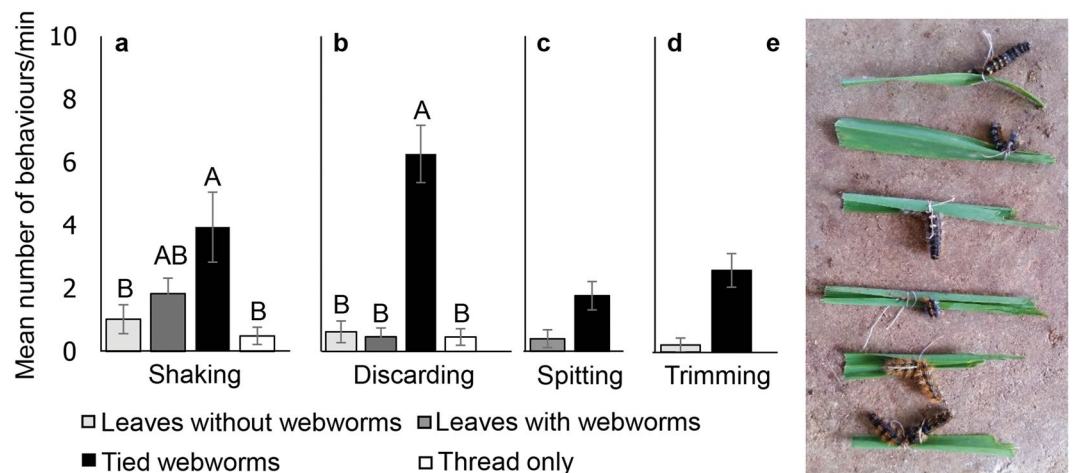 Mean number of behaviours/min
10
8
6
4
2
0
a
B
AB
A
B
Shaking
b
B
B
A
B
Discarding
c
Spitting
d
Trimming
e
Leaves without webworms
Leaves with webworms
Tied webworms
Thread only